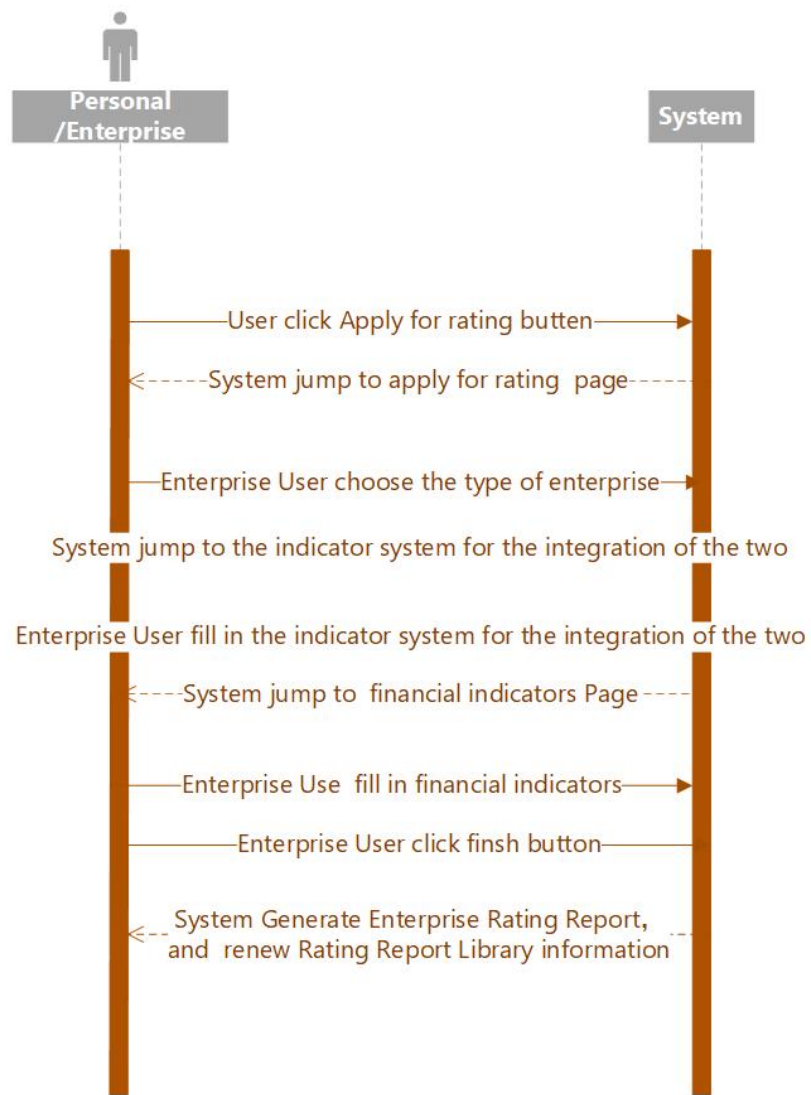 Personal
/Enterprise
System
User click Apply for rating butten
System jump to apply for rating page
Enterprise User choose the type of enterprise
System jump to the indicator system for the integration of the two
Enterprise User fill in the indicator system for the integration of the two
System jump to financial indicators Page
Enterprise Use fill in financial indicators
Enterprise User click finsh button
System Generate Enterprise Rating Report,
and renew Rating Report Library information